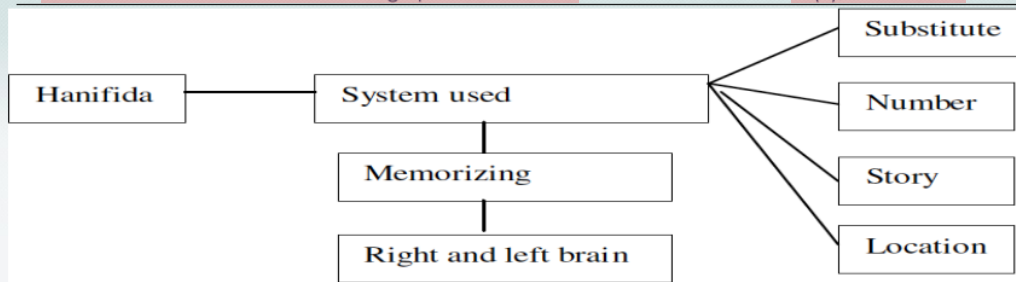 Substitute
Hanifida
System used
Number
Memorizing
Story
Right and left brain
Location